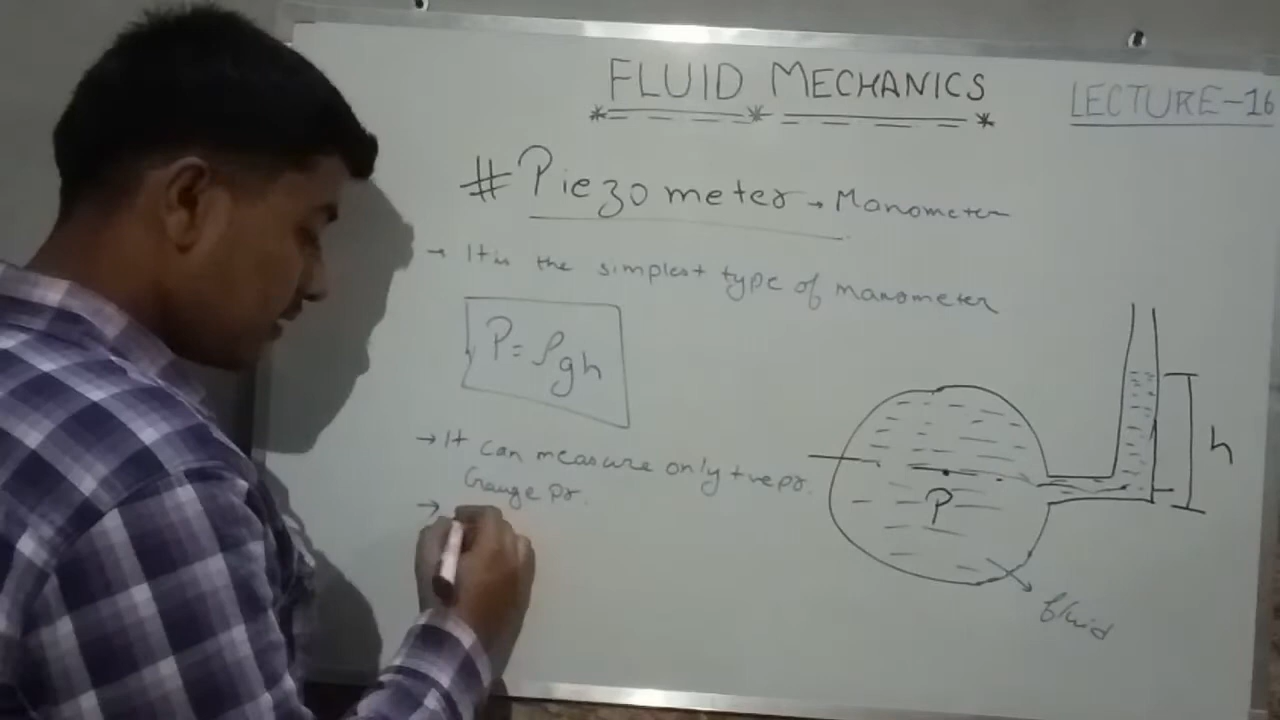 FLUID MECHANICS
LECTURE-16
# Piezometer → Manometer
→ It is the simplest type of manometer
P = ρgh
→ It can measure only +ve pr.
Gauge pr.
→
h
P
fluid